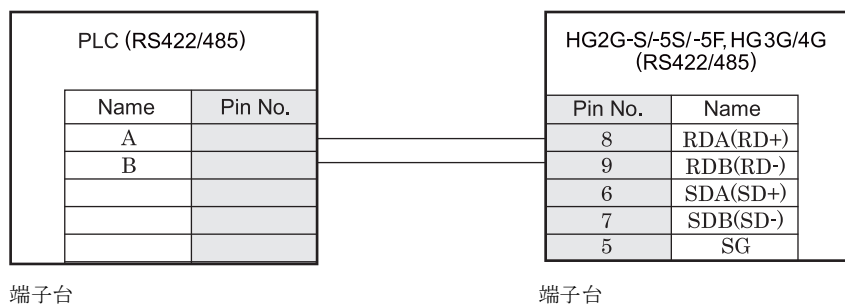 PLC (RS422/485)
Name Pin No.
A
B
HG2G-S/-5S/-5F, HG3G/4G
(RS422/485)
Pin No. Name
8 RDA(RD+)
9 RDB(RD-)
6 SDA(SD+)
7 SDB(SD-)
5 SG
端子台
端子台